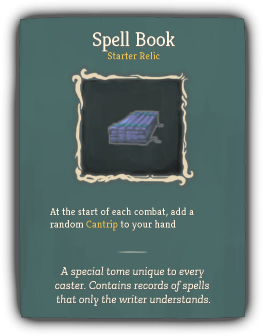 Spell Book
Starter Relic
At the start of each combat, add a
random Cantrip to your hand
A special tome unique to every
caster. Contains records of spells
that only the writer understands.